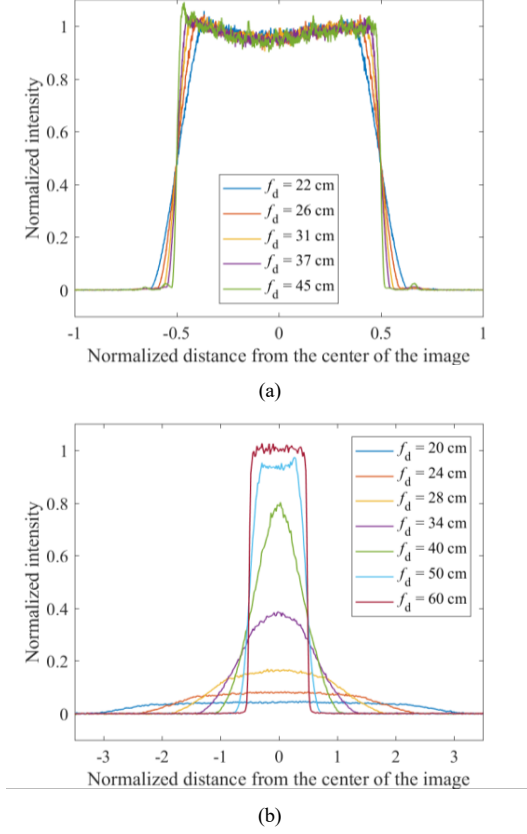 1
0.8
0.6
0.4
0.2
0
Normalized intensity
f_d = 22 cm
f_d = 26 cm
f_d = 31 cm
f_d = 37 cm
f_d = 45 cm
-1 -0.5 0 0.5 1
Normalized distance from the center of the image
(a)
1
0.8
0.6
0.4
0.2
0
Normalized intensity
f_d = 20 cm
f_d = 24 cm
f_d = 28 cm
f_d = 34 cm
f_d = 40 cm
f_d = 50 cm
f_d = 60 cm
-3 -2 -1 0 1 2 3
Normalized distance from the center of the image
(b)